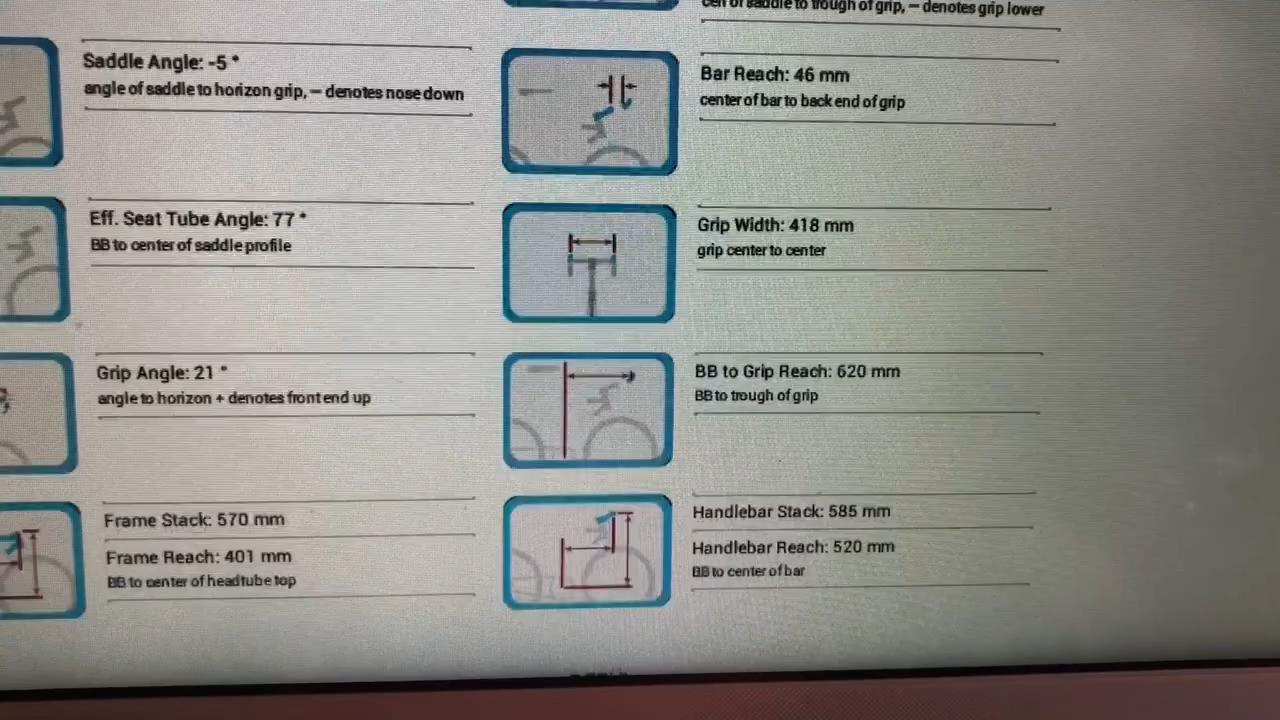 cen of saddle to trough of grip, — denotes grip lower
Saddle Angle: -5 °
angle of saddle to horizon grip, — denotes nose down
Bar Reach: 46 mm
center of bar to back end of grip
Eff. Seat Tube Angle: 77 °
BB to center of saddle profile
Grip Width: 418 mm
grip center to center
Grip Angle: 21 °
angle to horizon + denotes front end up
BB to Grip Reach: 620 mm
BB to trough of grip
Frame Stack: 570 mm
Frame Reach: 401 mm
BB to center of headtube top
Handlebar Stack: 585 mm
Handlebar Reach: 520 mm
BB to center of bar